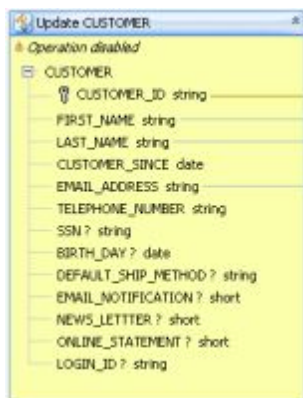 Update CUSTOMER
Operation disabled
CUSTOMER
CUSTOMER_ID string
FIRST_NAME string
LAST_NAME string
CUSTOMER_SINCE date
EMAIL_ADDRESS string
TELEPHONE_NUMBER string
SSN ? string
BIRTH_DAY ? date
DEFAULT_SHIP_METHOD ? string
EMAIL_NOTIFICATION ? short
NEWS_LETTTER ? short
ONLINE_STATEMENT ? short
LOGIN_ID ? string